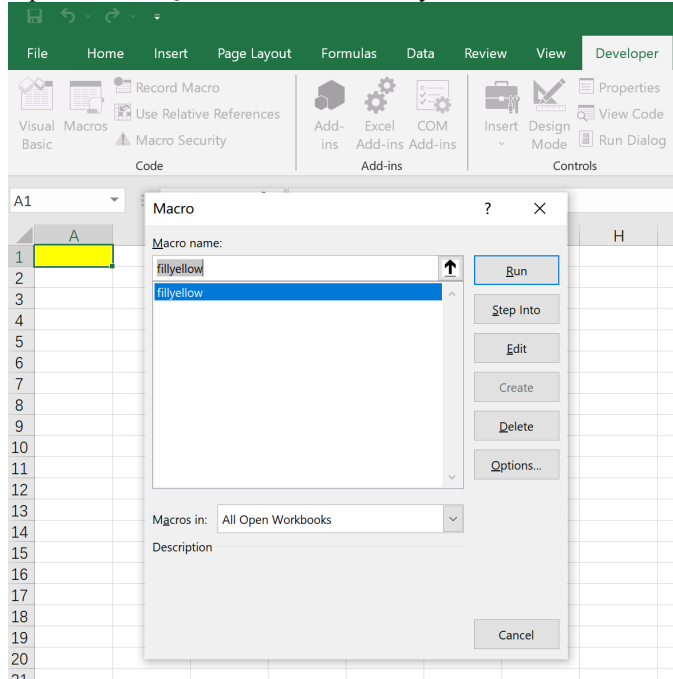 File Home Insert Page Layout Formulas Data Review View Developer
Record Macro
Use Relative References
Macro Security
Visual Basic
Macros
Code
Add-ins
Excel Add-ins
COM Add-ins
Add-ins
Insert
Design Mode
Properties
View Code
Run Dialog
Controls
A1
A
H
1
2
3
4
5
6
7
8
9
10
11
12
13
14
15
16
17
18
19
20
Macro ?
Macro name:
fillyellow
fillyellow
Run
Step Into
Edit
Create
Delete
Options...
Macros in: All Open Workbooks
Description
Cancel